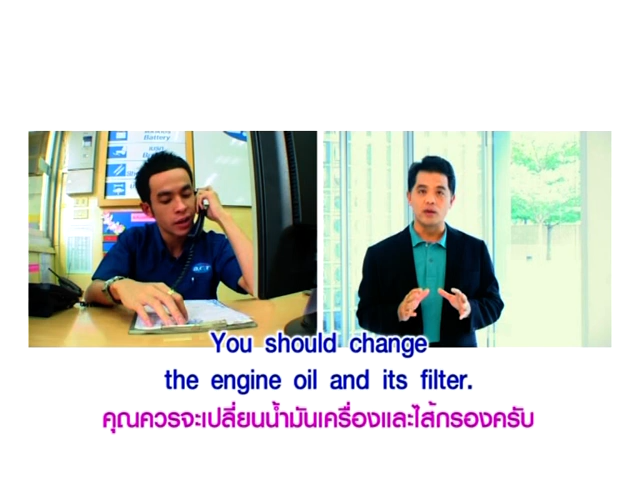 Battery
You should change
the engine oil and its filter.
คุณควรจะเปลี่ยนน้ำมันเครื่องและไส้กรองครับ